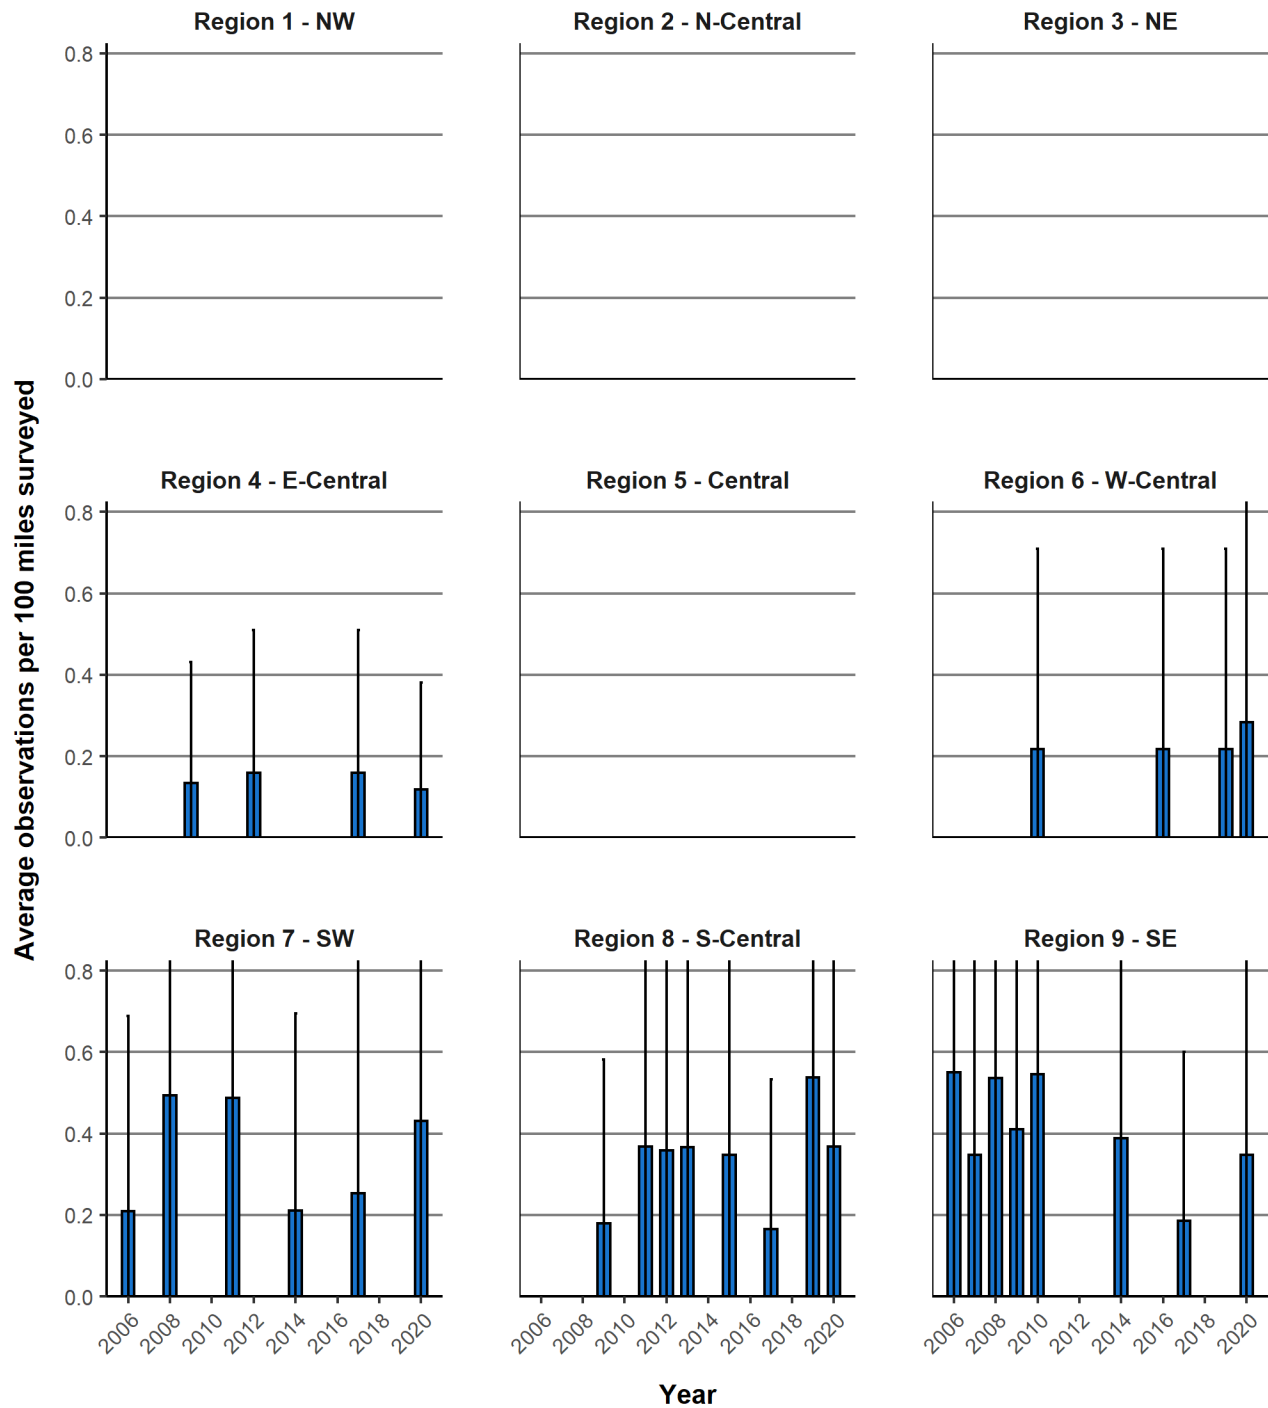 Region 1 - NW
Region 2 - N-Central
Region 3 - NE
0.8
0.6
0.4
0.2
0.0
Region 4 - E-Central
Region 5 - Central
Region 6 - W-Central
0.8
0.6
0.4
0.2
0.0
Average observations per 100 miles surveyed
Region 7 - SW
Region 8 - S-Central
Region 9 - SE
0.8
0.6
0.4
0.2
0.0
2006 2008 2010 2012 2014 2016 2018 2020
2006 2008 2010 2012 2014 2016 2018 2020
2006 2008 2010 2012 2014 2016 2018 2020
Year